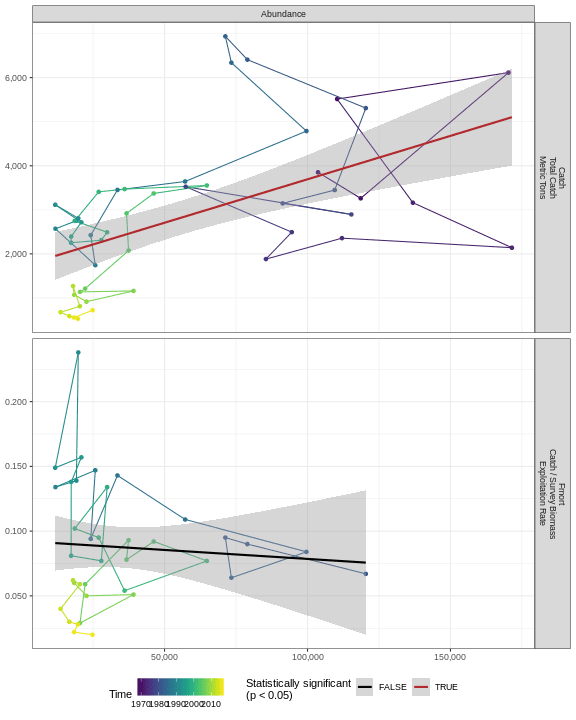 Abundance
6,000
4,000
2,000
Catch
Total Catch
Metric Tons
0.200
0.150
0.100
0.050
Fmort
Catch / Survey Biomass
Exploitation Rate
50,000
100,000
150,000
Time
1970
1980
1990
2000
2010
Statistically significant
(p < 0.05)
FALSE
TRUE